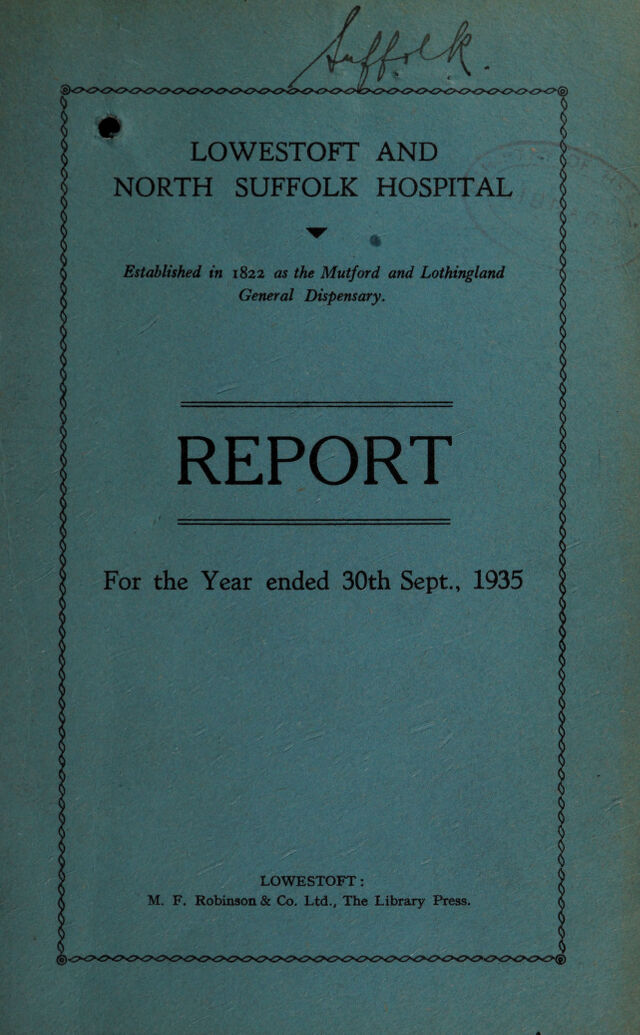 Suffolk.
LOWESTOFT AND
NORTH SUFFOLK HOSPITAL
Established in 1822 as the Mutford and Lothingland
General Dispensary.
REPORT
For the Year ended 30th Sept., 1935
LOWESTOFT:
M. F. Robinson & Co. Ltd., The Library Press.